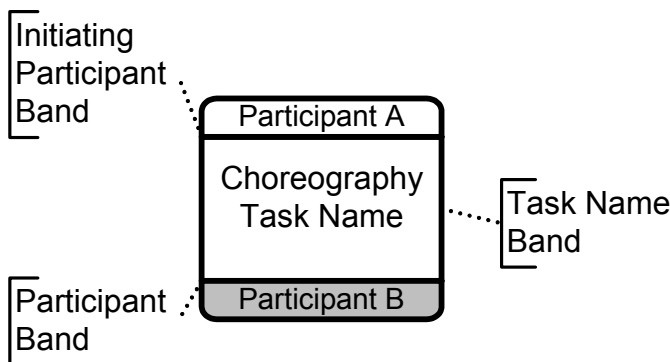 Initiating
Participant
Band
Participant A
Choreography
Task Name
Task Name
Band
Participant B
Participant
Band